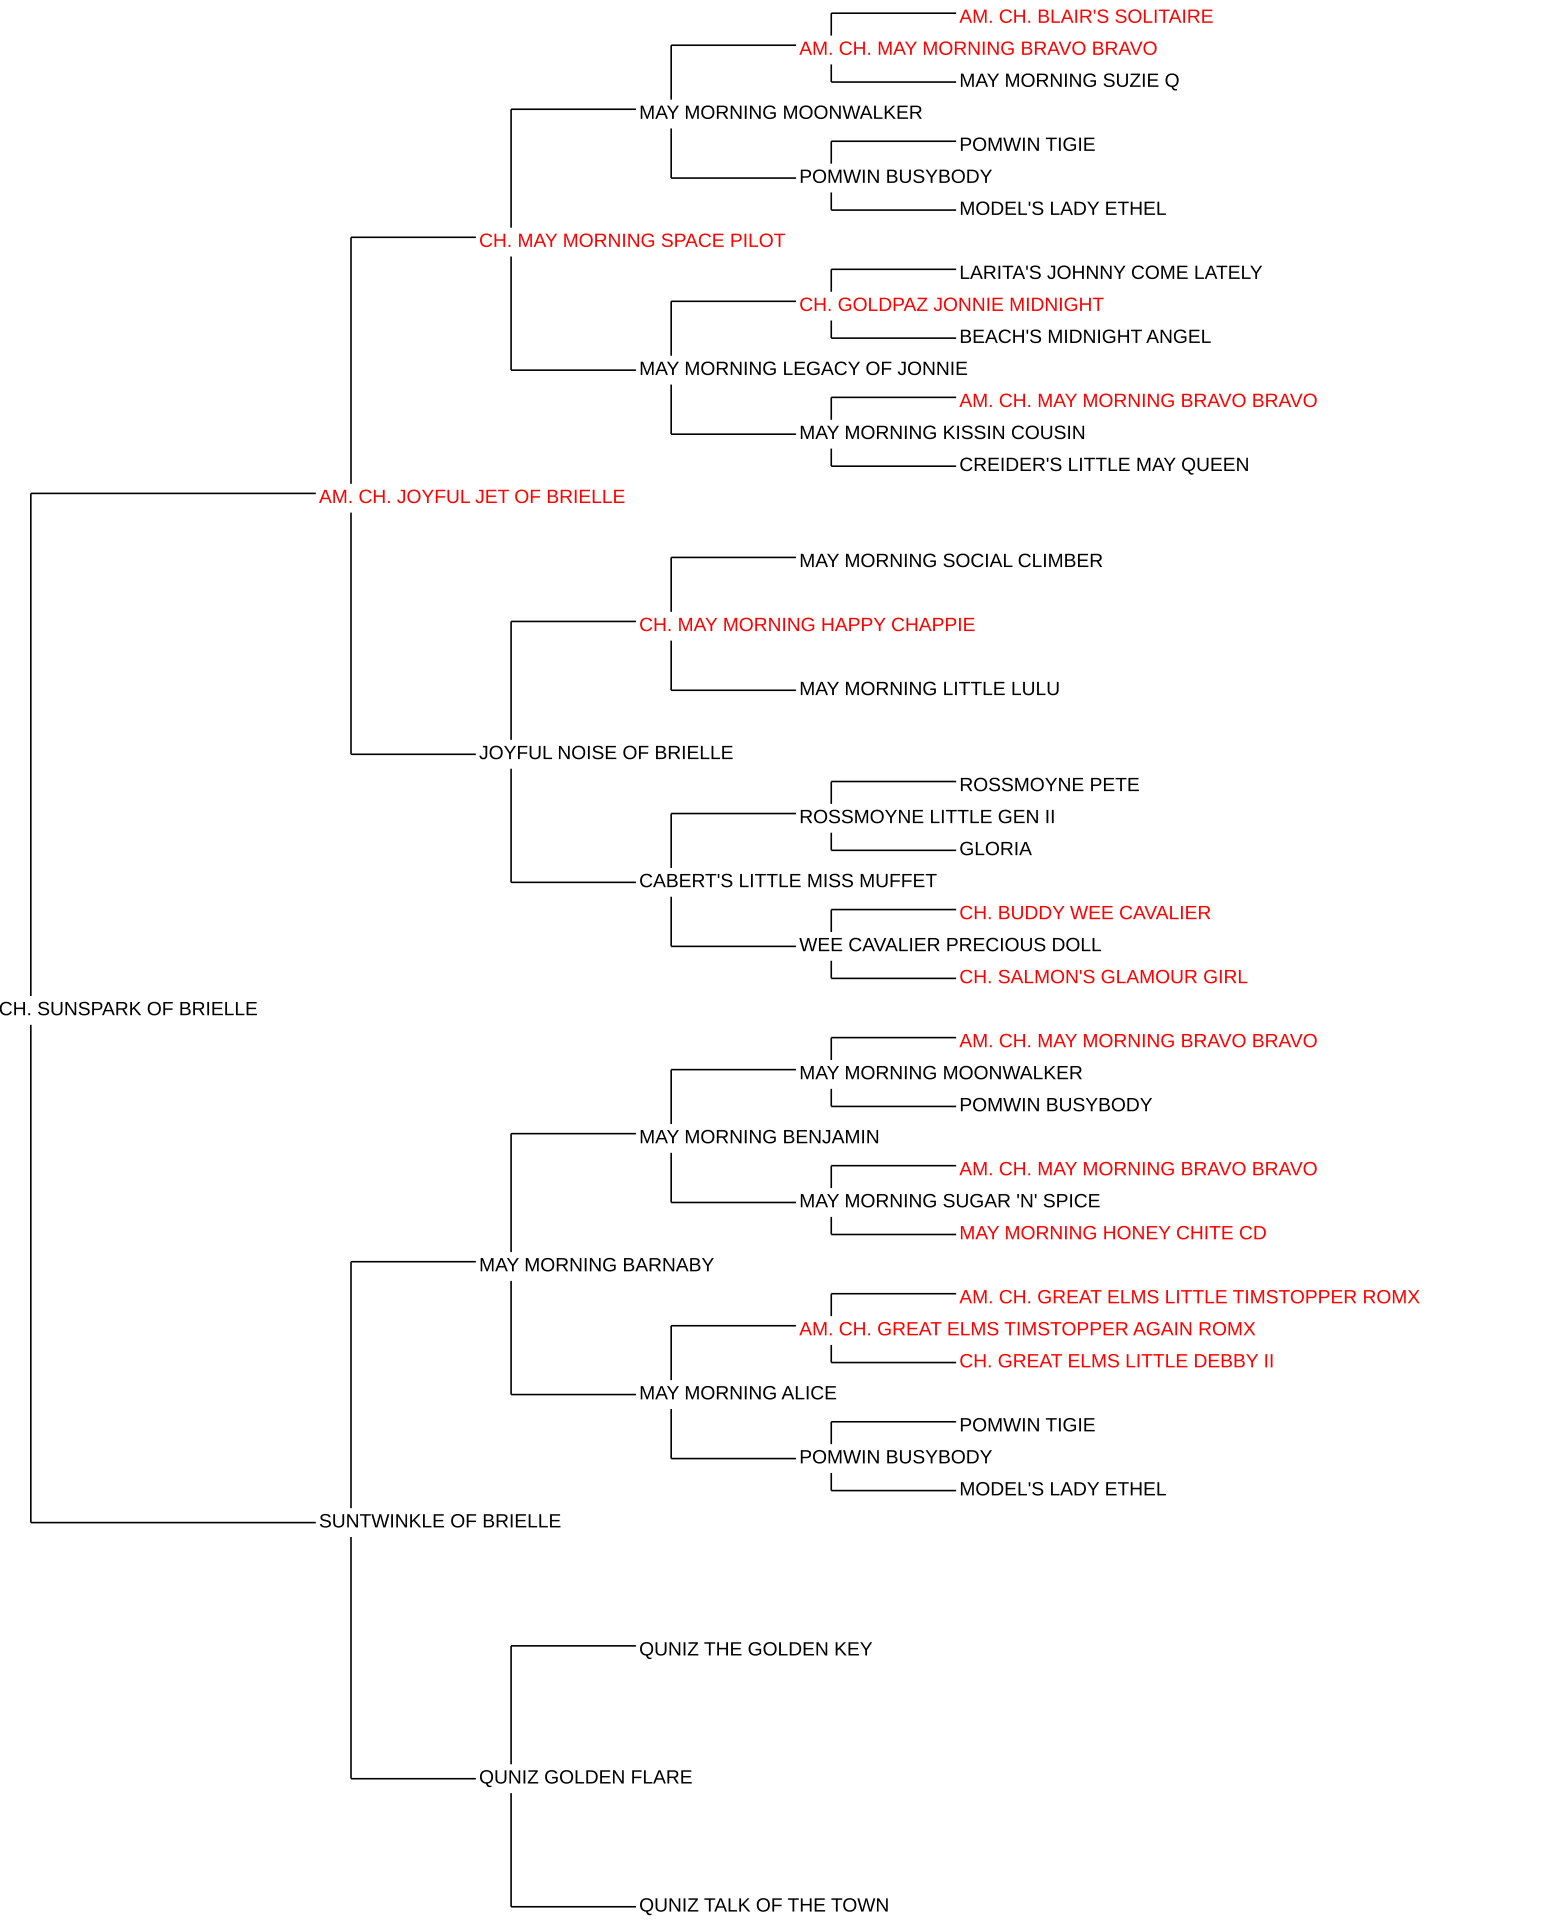 AM. CH. BLAIR'S SOLITAIRE
AM. CH. MAY MORNING BRAVO BRAVO
MAY MORNING SUZIE Q
MAY MORNING MOONWALKER
POMWIN TIGIE
POMWIN BUSYBODY
MODEL'S LADY ETHEL
CH. MAY MORNING SPACE PILOT
LARITA'S JOHNNY COME LATELY
CH. GOLDPAZ JONNIE MIDNIGHT
BEACH'S MIDNIGHT ANGEL
MAY MORNING LEGACY OF JONNIE
AM. CH. MAY MORNING BRAVO BRAVO
MAY MORNING KISSIN COUSIN
CREIDER'S LITTLE MAY QUEEN
AM. CH. JOYFUL JET OF BRIELLE
MAY MORNING SOCIAL CLIMBER
CH. MAY MORNING HAPPY CHAPPIE
MAY MORNING LITTLE LULU
JOYFUL NOISE OF BRIELLE
ROSSMOYNE PETE
ROSSMOYNE LITTLE GEN II
GLORIA
CABERT'S LITTLE MISS MUFFET
CH. BUDDY WEE CAVALIER
WEE CAVALIER PRECIOUS DOLL
CH. SALMON'S GLAMOUR GIRL
CH. SUNSPARK OF BRIELLE
AM. CH. MAY MORNING BRAVO BRAVO
MAY MORNING MOONWALKER
POMWIN BUSYBODY
MAY MORNING BENJAMIN
AM. CH. MAY MORNING BRAVO BRAVO
MAY MORNING SUGAR 'N' SPICE
MAY MORNING HONEY CHITE CD
MAY MORNING BARNABY
AM. CH. GREAT ELMS LITTLE TIMSTOPPER ROMX
AM. CH. GREAT ELMS TIMSTOPPER AGAIN ROMX
CH. GREAT ELMS LITTLE DEBBY II
MAY MORNING ALICE
POMWIN TIGIE
POMWIN BUSYBODY
MODEL'S LADY ETHEL
SUNTWINKLE OF BRIELLE
QUNIZ THE GOLDEN KEY
QUNIZ GOLDEN FLARE
QUNIZ TALK OF THE TOWN